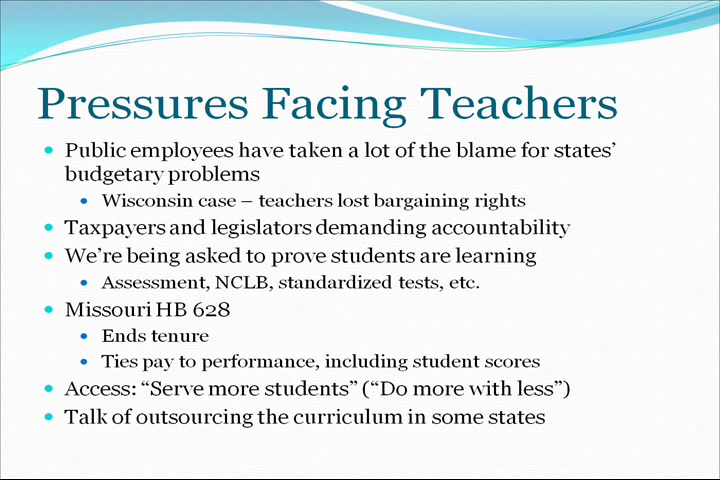 Pressures Facing Teachers
• Public employees have taken a lot of the blame for states’
budgetary problems
• Wisconsin case – teachers lost bargaining rights
• Taxpayers and legislators demanding accountability
• We’re being asked to prove students are learning
• Assessment, NCLB, standardized tests, etc.
• Missouri HB 628
• Ends tenure
• Ties pay to performance, including student scores
• Access: “Serve more students” (“Do more with less”)
• Talk of outsourcing the curriculum in some states